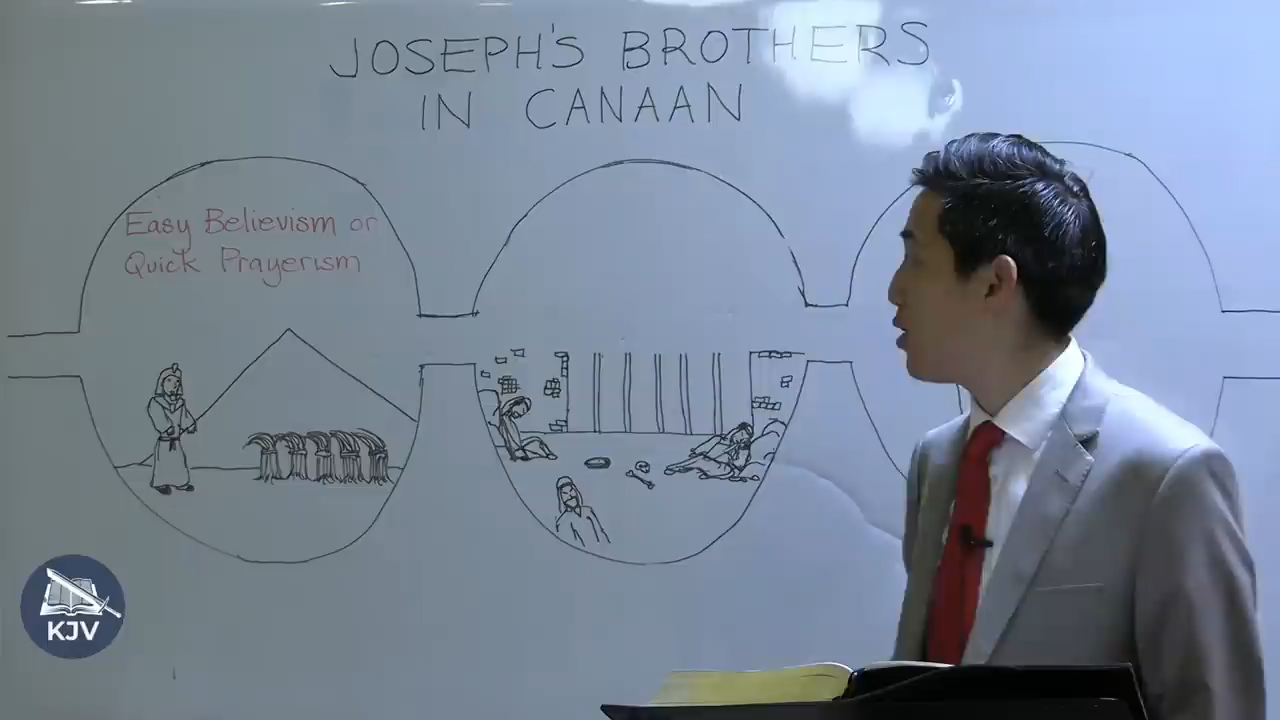 JOSEPH'S BROTHERS
IN CANAAN
Easy Believism or
Quick Prayerism
KJV